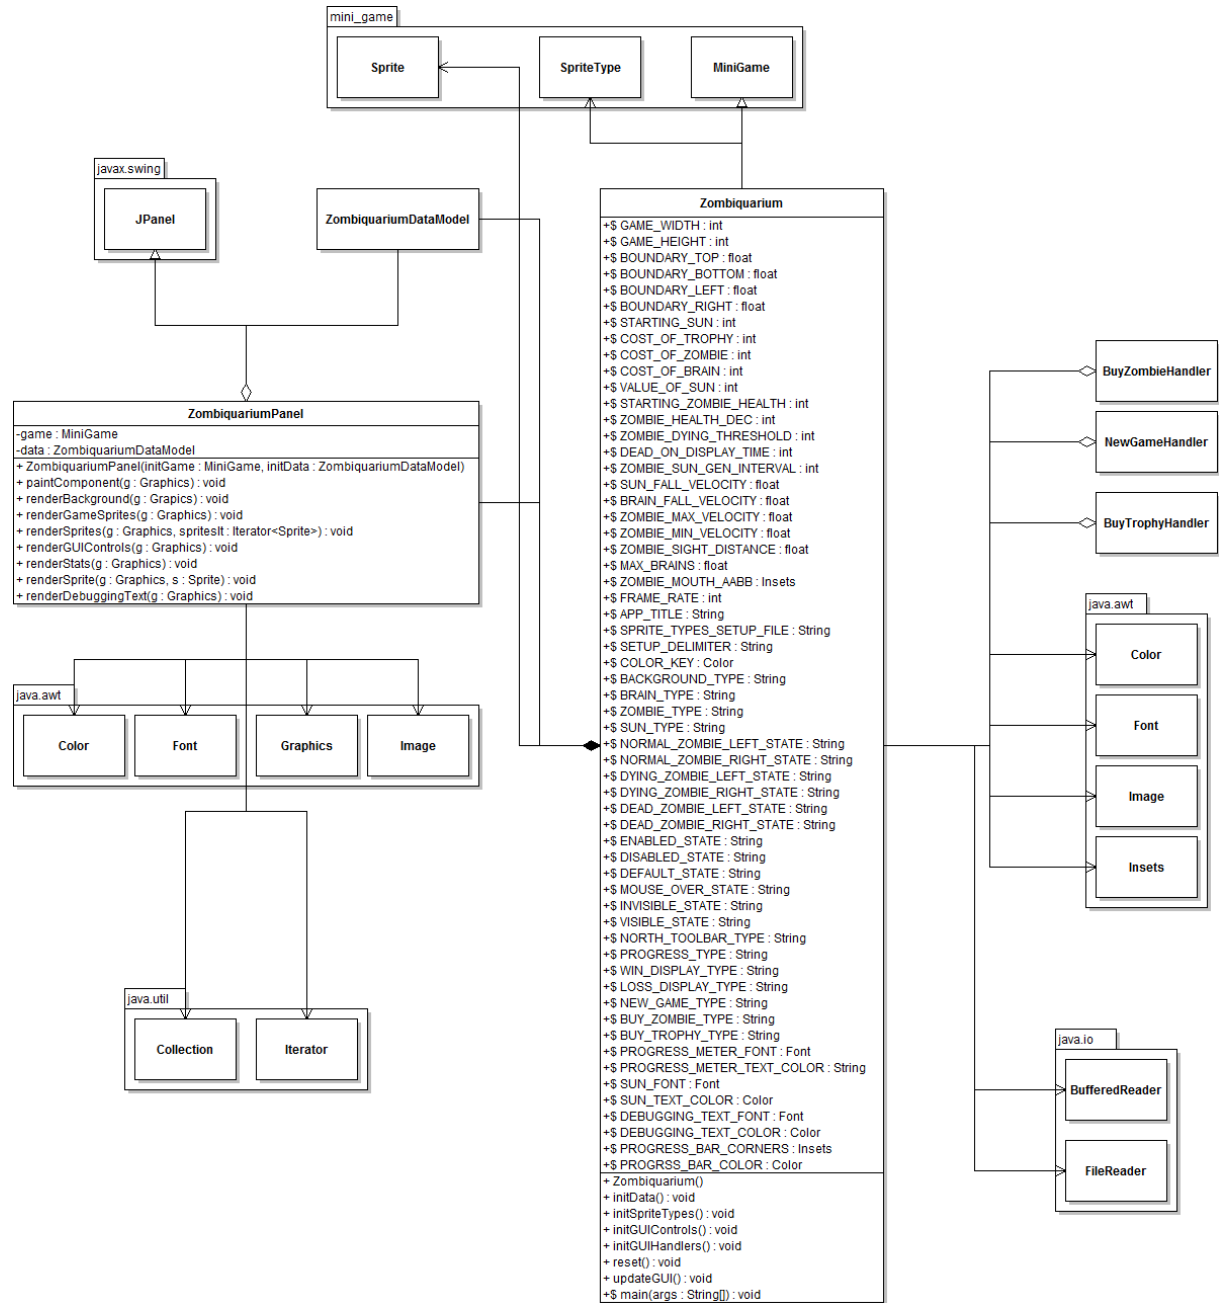 mini_game
Sprite
SpriteType
MiniGame
javax.swing
JPanel
ZombiquariumDataModel
ZombiquariumPanel
-game : MiniGame
-data : ZombiquariumDataModel
+ ZombiquariumPanel(initGame : MiniGame, initData : ZombiquariumDataModel)
+ paintComponent(g : Graphics) : void
+ renderBackground(g : Grapics) : void
+ renderGameSprites(g : Graphics) : void
+ renderSprites(g : Graphics, spritesIt : Iterator<Sprite>) : void
+ renderGUIControls(g : Graphics) : void
+ renderStats(g : Graphics) : void
+ renderSprite(g : Graphics, s : Sprite) : void
+ renderDebuggingText(g : Graphics) : void
java.awt
Color
Font
Graphics
Image
java.util
Collection
Iterator
Zombiquarium
+$ GAME_WIDTH : int
+$ GAME_HEIGHT : int
+$ BOUNDARY_TOP : float
+$ BOUNDARY_BOTTOM : float
+$ BOUNDARY_LEFT : float
+$ BOUNDARY_RIGHT : float
+$ STARTING_SUN : int
+$ COST_OF_TROPHY : int
+$ COST_OF_ZOMBIE : int
+$ COST_OF_BRAIN : int
+$ VALUE_OF_SUN : int
+$ STARTING_ZOMBIE_HEALTH : int
+$ ZOMBIE_HEALTH_DEC : int
+$ ZOMBIE_DYING_THRESHOLD : int
+$ DEAD_ON_DISPLAY_TIME : int
+$ ZOMBIE_SUN_GEN_INTERVAL : int
+$ SUN_FALL_VELOCITY : float
+$ BRAIN_FALL_VELOCITY : float
+$ ZOMBIE_MAX_VELOCITY : float
+$ ZOMBIE_MIN_VELOCITY : float
+$ ZOMBIE_SIGHT_DISTANCE : float
+$ MAX_BRAINS : float
+$ ZOMBIE_MOUTH_AABB : Insets
+$ FRAME_RATE : int
+$ APP_TITLE : String
+$ SPRITE_TYPES_SETUP_FILE : String
+$ SETUP_DELIMITER : String
+$ COLOR_KEY : Color
+$ BACKGROUND_TYPE : String
+$ BRAIN_TYPE : String
+$ ZOMBIE_TYPE : String
+$ SUN_TYPE : String
+$ NORMAL_ZOMBIE_LEFT_STATE : String
+$ NORMAL_ZOMBIE_RIGHT_STATE : String
+$ DYING_ZOMBIE_LEFT_STATE : String
+$ DYING_ZOMBIE_RIGHT_STATE : String
+$ DEAD_ZOMBIE_LEFT_STATE : String
+$ DEAD_ZOMBIE_RIGHT_STATE : String
+$ ENABLED_STATE : String
+$ DISABLED_STATE : String
+$ DEFAULT_STATE : String
+$ MOUSE_OVER_STATE : String
+$ INVISIBLE_STATE : String
+$ VISIBLE_STATE : String
+$ NORTH_TOOLBAR_TYPE : String
+$ PROGRESS_TYPE : String
+$ WIN_DISPLAY_TYPE : String
+$ LOSS_DISPLAY_TYPE : String
+$ NEW_GAME_TYPE : String
+$ BUY_ZOMBIE_TYPE : String
+$ BUY_TROPHY_TYPE : String
+$ PROGRESS_METER_FONT : Font
+$ PROGRESS_METER_TEXT_COLOR : String
+$ SUN_FONT : Font
+$ SUN_TEXT_COLOR : Color
+$ DEBUGGING_TEXT_FONT : Font
+$ DEBUGGING_TEXT_COLOR : Color
+$ PROGRESS_BAR_CORNERS : Insets
+$ PROGRSS_BAR_COLOR : Color
+ Zombiquarium()
+ initData() : void
+ initSpriteTypes() : void
+ initGUIControls() : void
+ initGUIHandlers() : void
+ reset() : void
+ updateGUI() : void
+$ main(args : String[]) : void
BuyZombieHandler
NewGameHandler
BuyTrophyHandler
java.awt
Color
Font
Image
Insets
java.io
BufferedReader
FileReader